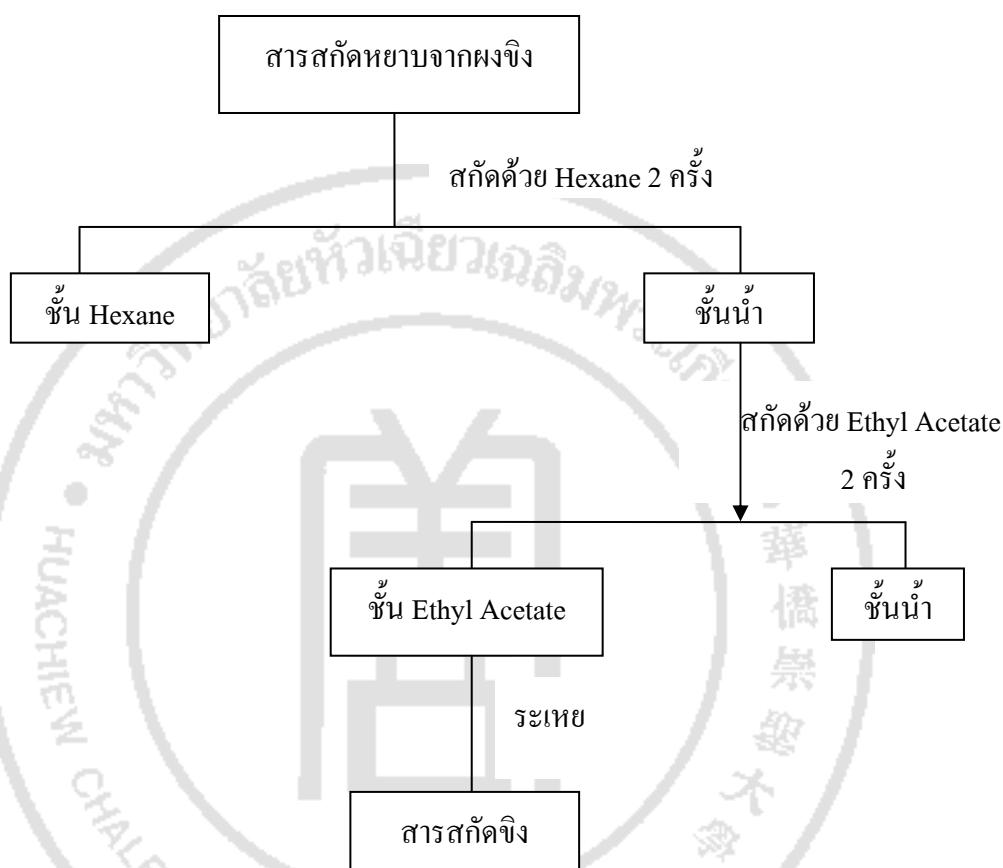 สารสกัดหยาบจากผงขิง
สกัดด้วย Hexane 2 ครั้ง
ชั้น Hexane
ชั้นน้ำ
สกัดด้วย Ethyl Acetate
2 ครั้ง
ชั้น Ethyl Acetate
ชั้นน้ำ
ระเหย
สารสกัดขิง
HUACHIEW